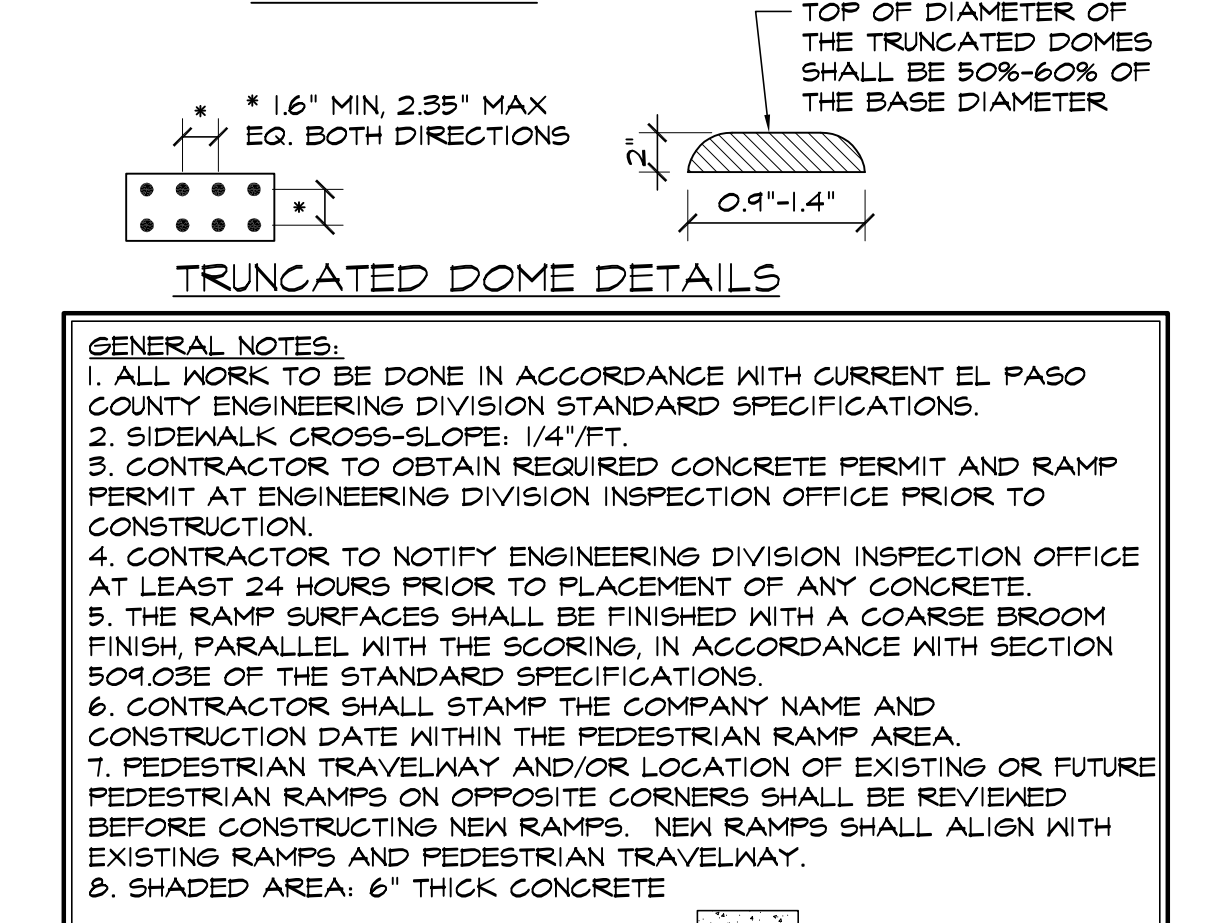 TOP OF DIAMETER OF
THE TRUNCATED DOMES
SHALL BE 50%-60% OF
THE BASE DIAMETER
*
* 1.6" MIN, 2.35" MAX
EQ. BOTH DIRECTIONS
*
2"
0.9"-1.4"
TRUNCATED DOME DETAILS
GENERAL NOTES:
1. ALL WORK TO BE DONE IN ACCORDANCE WITH CURRENT EL PASO
COUNTY ENGINEERING DIVISION STANDARD SPECIFICATIONS.
2. SIDEWALK CROSS-SLOPE: 1/4"/FT.
3. CONTRACTOR TO OBTAIN REQUIRED CONCRETE PERMIT AND RAMP
PERMIT AT ENGINEERING DIVISION INSPECTION OFFICE PRIOR TO
CONSTRUCTION.
4. CONTRACTOR TO NOTIFY ENGINEERING DIVISION INSPECTION OFFICE
AT LEAST 24 HOURS PRIOR TO PLACEMENT OF ANY CONCRETE.
5. THE RAMP SURFACES SHALL BE FINISHED WITH A COARSE BROOM
FINISH, PARALLEL WITH THE SCORING, IN ACCORDANCE WITH SECTION
509.03E OF THE STANDARD SPECIFICATIONS.
6. CONTRACTOR SHALL STAMP THE COMPANY NAME AND
CONSTRUCTION DATE WITHIN THE PEDESTRIAN RAMP AREA.
7. PEDESTRIAN TRAVELWAY AND/OR LOCATION OF EXISTING OR FUTURE
PEDESTRIAN RAMPS ON OPPOSITE CORNERS SHALL BE REVIEWED
BEFORE CONSTRUCTING NEW RAMPS.  NEW RAMPS SHALL ALIGN WITH
EXISTING RAMPS AND PEDESTRIAN TRAVELWAY.
8. SHADED AREA: 6" THICK CONCRETE